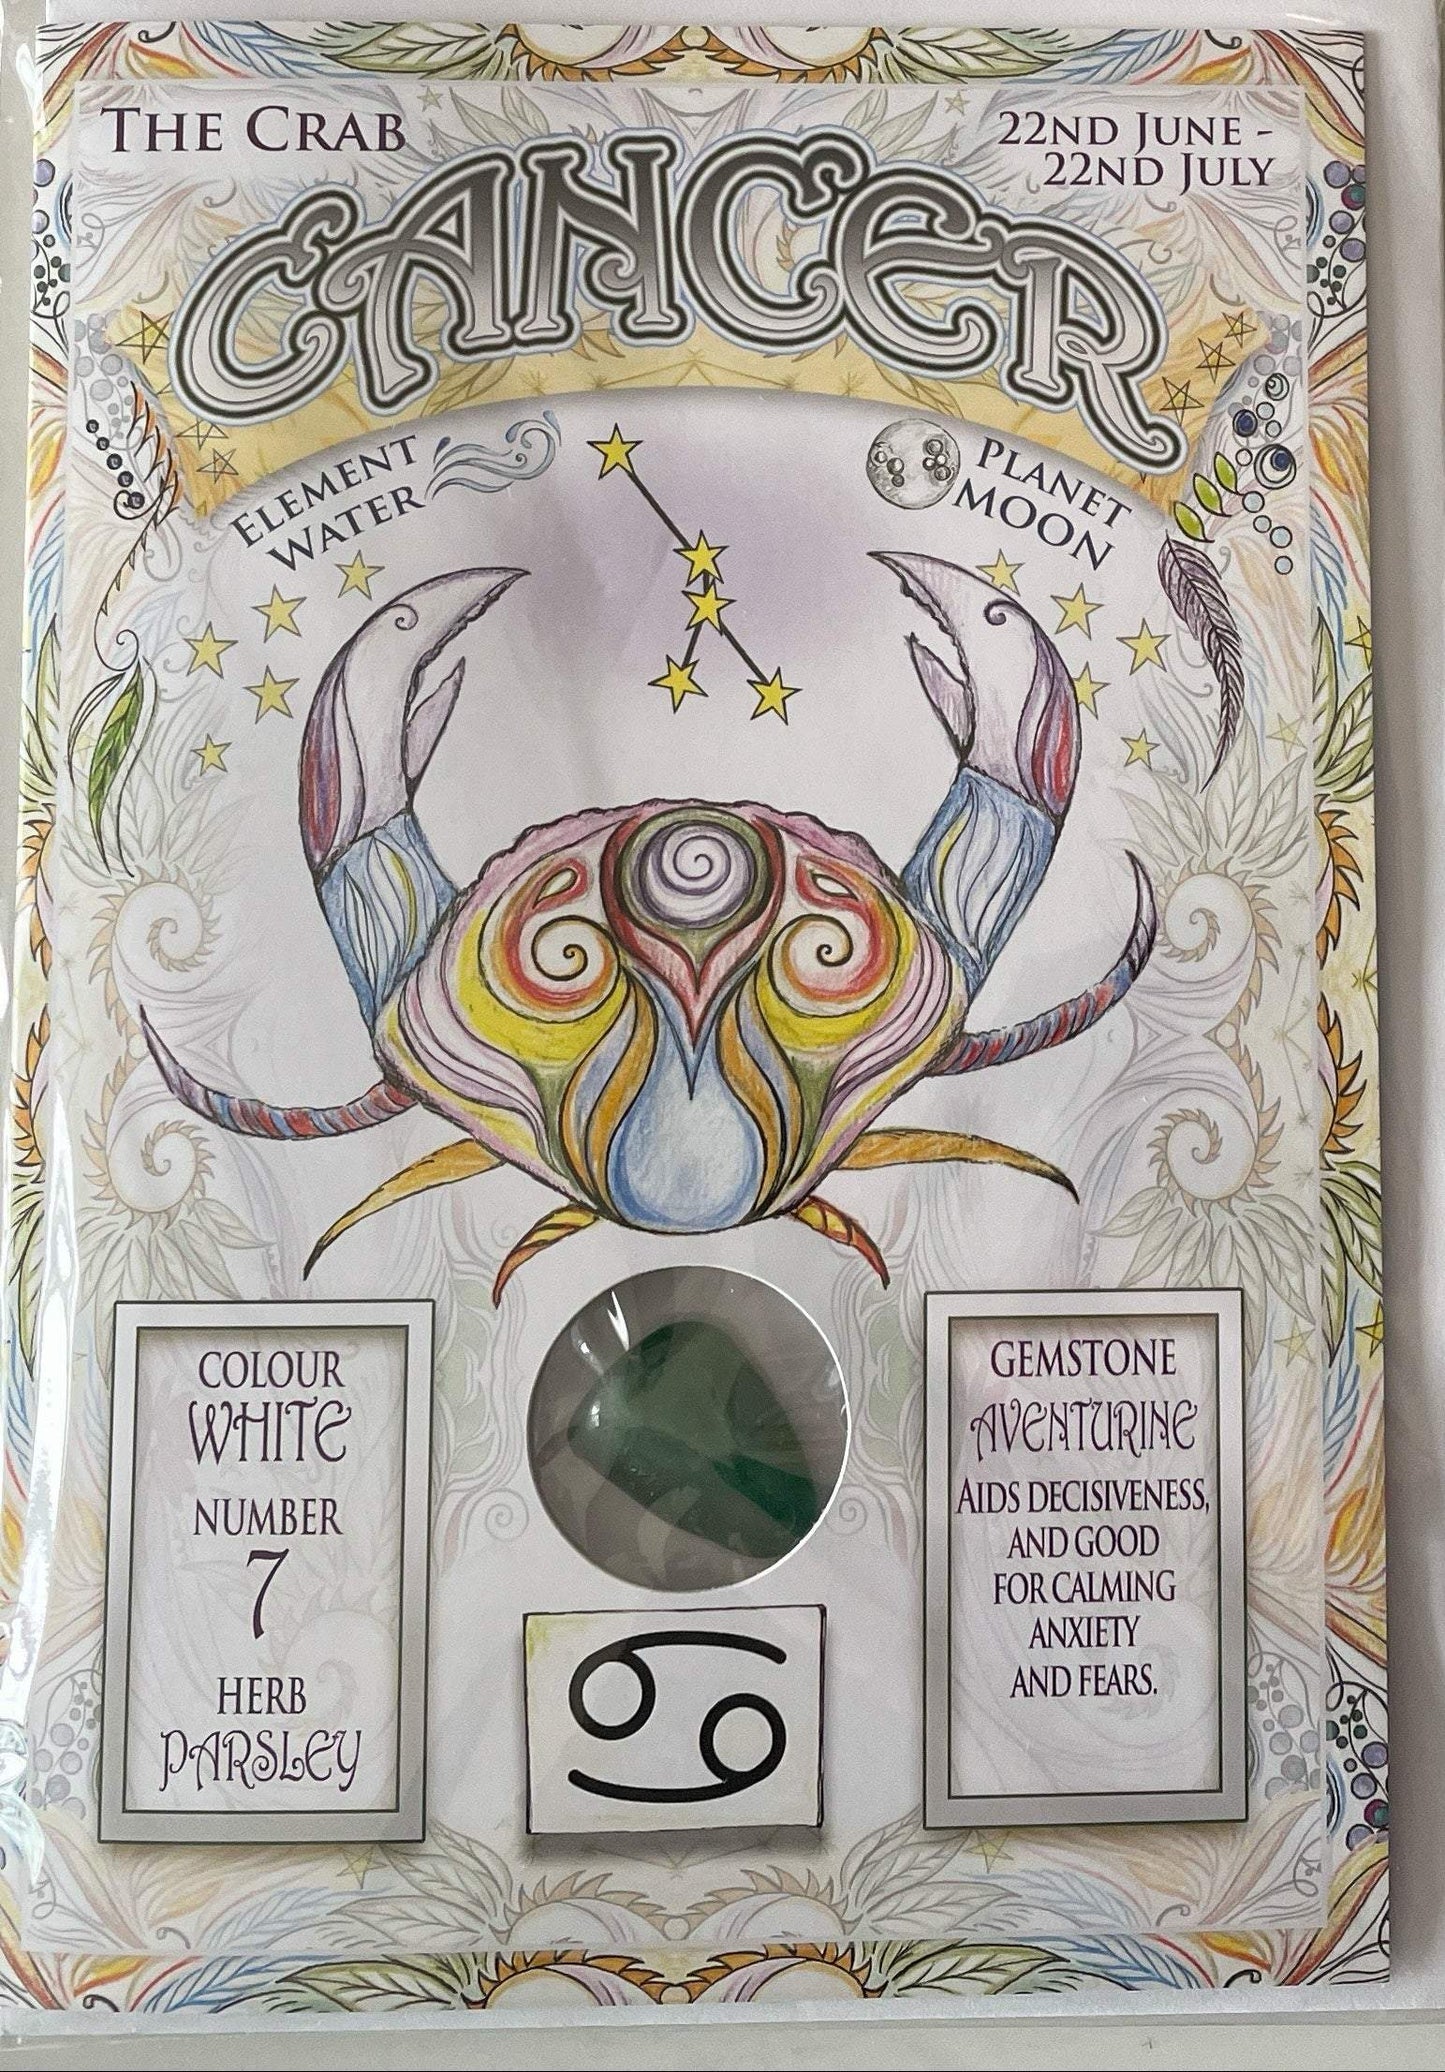 THE CRAB
22ND JUNE -
22ND JULY
CANCER
ELEMENT
WATER
PLANET
MOON
COLOUR
WHITE
NUMBER
7
HERB
PARSLEY
GEMSTONE
AVENTURINE
AIDS DECISIVENESS,
AND GOOD
FOR CALMING
ANXIETY
AND FEARS.